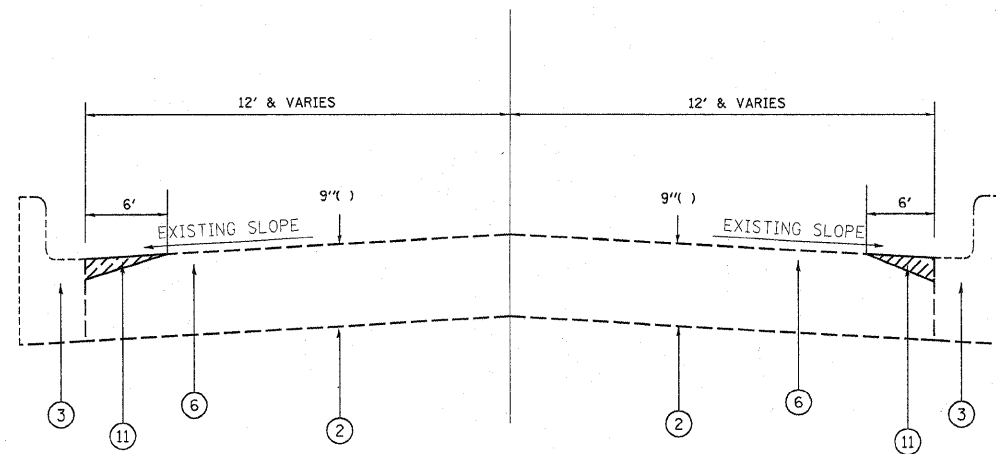 12' & VARIES 12' & VARIES
6' 9"( ) 9"( ) 6'
EXISTING SLOPE EXISTING SLOPE
3 11 6 2 2 6 11 3